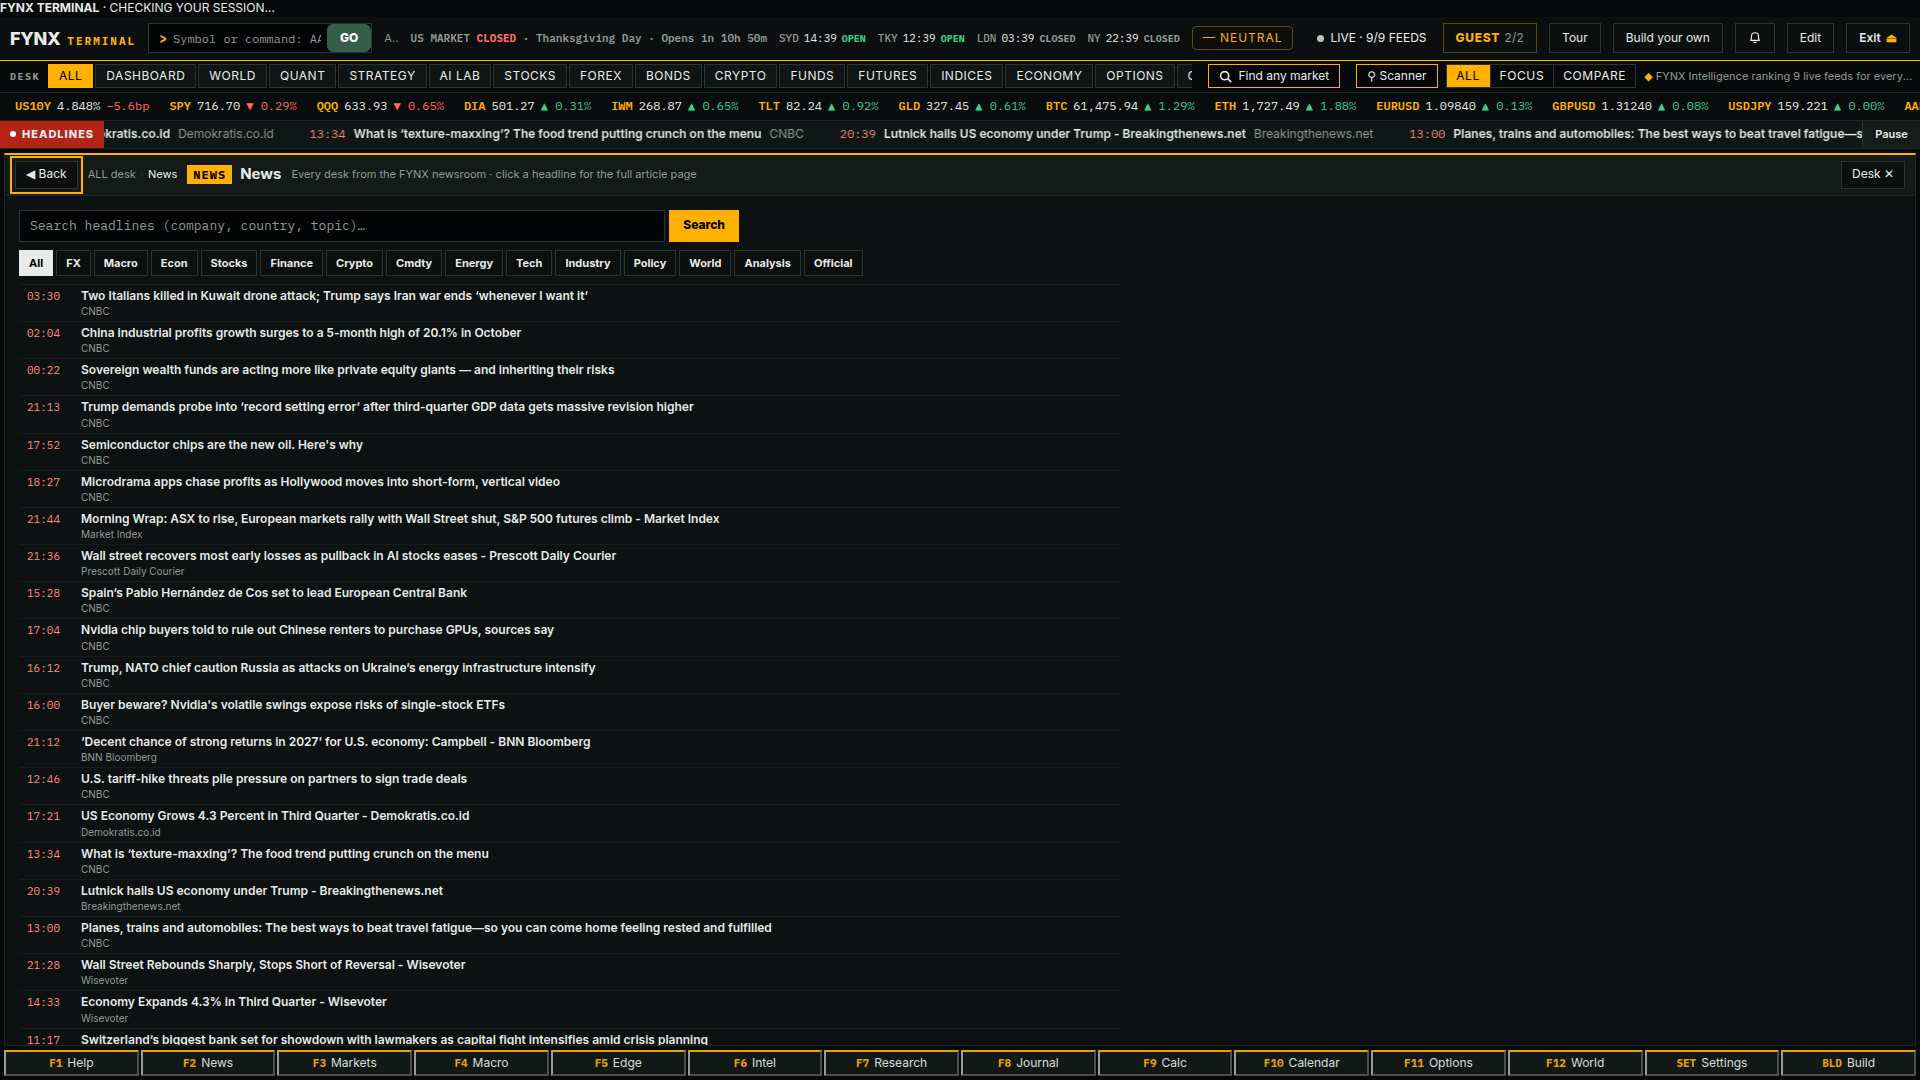 FYNX TERMINAL · CHECKING YOUR SESSION...
FYNX TERMINAL > Symbol or command: AA GO A.. US MARKET CLOSED · Thanksgiving Day · Opens in 10h 50m SYD 14:39 OPEN TKY 12:39 OPEN LDN 03:39 CLOSED NY 22:39 CLOSED — NEUTRAL ● LIVE · 9/9 FEEDS GUEST 2/2 Tour Build your own Edit Exit ⏏
DESK ALL DASHBOARD WORLD QUANT STRATEGY AI LAB STOCKS FOREX BONDS CRYPTO FUNDS FUTURES INDICES ECONOMY OPTIONS Find any market Scanner ALL FOCUS COMPARE ◆ FYNX Intelligence ranking 9 live feeds for every...
US10Y 4.848% −5.6bp SPY 716.70 ▼ 0.29% QQQ 633.93 ▼ 0.65% DIA 501.27 ▲ 0.31% IWM 268.87 ▲ 0.65% TLT 82.24 ▲ 0.92% GLD 327.45 ▲ 0.61% BTC 61,475.94 ▲ 1.29% ETH 1,727.49 ▲ 1.88% EURUSD 1.09840 ▲ 0.13% GBPUSD 1.31240 ▲ 0.08% USDJPY 159.221 ▲ 0.00% AA
● HEADLINES kratis.co.id Demokratis.co.id 13:34 What is ‘texture-maxxing’? The food trend putting crunch on the menu CNBC 20:39 Lutnick hails US economy under Trump - Breakingthenews.net Breakingthenews.net 13:00 Planes, trains and automobiles: The best ways to beat travel fatigue—s Pause
◀ Back ALL desk · News NEWS News Every desk from the FYNX newsroom · click a headline for the full article page Desk ✕
Search headlines (company, country, topic)… Search
All FX Macro Econ Stocks Finance Crypto Cmdty Energy Tech Industry Policy World Analysis Official
03:30 Two Italians killed in Kuwait drone attack; Trump says Iran war ends ‘whenever I want it’
CNBC
02:04 China industrial profits growth surges to a 5-month high of 20.1% in October
CNBC
00:22 Sovereign wealth funds are acting more like private equity giants — and inheriting their risks
CNBC
21:13 Trump demands probe into ‘record setting error’ after third-quarter GDP data gets massive revision higher
CNBC
17:52 Semiconductor chips are the new oil. Here's why
CNBC
18:27 Microdrama apps chase profits as Hollywood moves into short-form, vertical video
CNBC
21:44 Morning Wrap: ASX to rise, European markets rally with Wall Street shut, S&P 500 futures climb - Market Index
Market Index
21:36 Wall street recovers most early losses as pullback in AI stocks eases - Prescott Daily Courier
Prescott Daily Courier
15:28 Spain’s Pablo Hernández de Cos set to lead European Central Bank
CNBC
17:04 Nvidia chip buyers told to rule out Chinese renters to purchase GPUs, sources say
CNBC
16:12 Trump, NATO chief caution Russia as attacks on Ukraine’s energy infrastructure intensify
CNBC
16:00 Buyer beware? Nvidia's volatile swings expose risks of single-stock ETFs
CNBC
21:12 ‘Decent chance of strong returns in 2027’ for U.S. economy: Campbell - BNN Bloomberg
BNN Bloomberg
12:46 U.S. tariff-hike threats pile pressure on partners to sign trade deals
CNBC
17:21 US Economy Grows 4.3 Percent in Third Quarter - Demokratis.co.id
Demokratis.co.id
13:34 What is ‘texture-maxxing’? The food trend putting crunch on the menu
CNBC
20:39 Lutnick hails US economy under Trump - Breakingthenews.net
Breakingthenews.net
13:00 Planes, trains and automobiles: The best ways to beat travel fatigue—so you can come home feeling rested and fulfilled
CNBC
21:28 Wall Street Rebounds Sharply, Stops Short of Reversal - Wisevoter
Wisevoter
14:33 Economy Expands 4.3% in Third Quarter - Wisevoter
Wisevoter
11:17 Switzerland's biggest bank set for showdown with lawmakers as capital fight intensifies amid crisis planning
F1 Help F2 News F3 Markets F4 Macro F5 Edge F6 Intel F7 Research F8 Journal F9 Calc F10 Calendar F11 Options F12 World SET Settings BLD Build